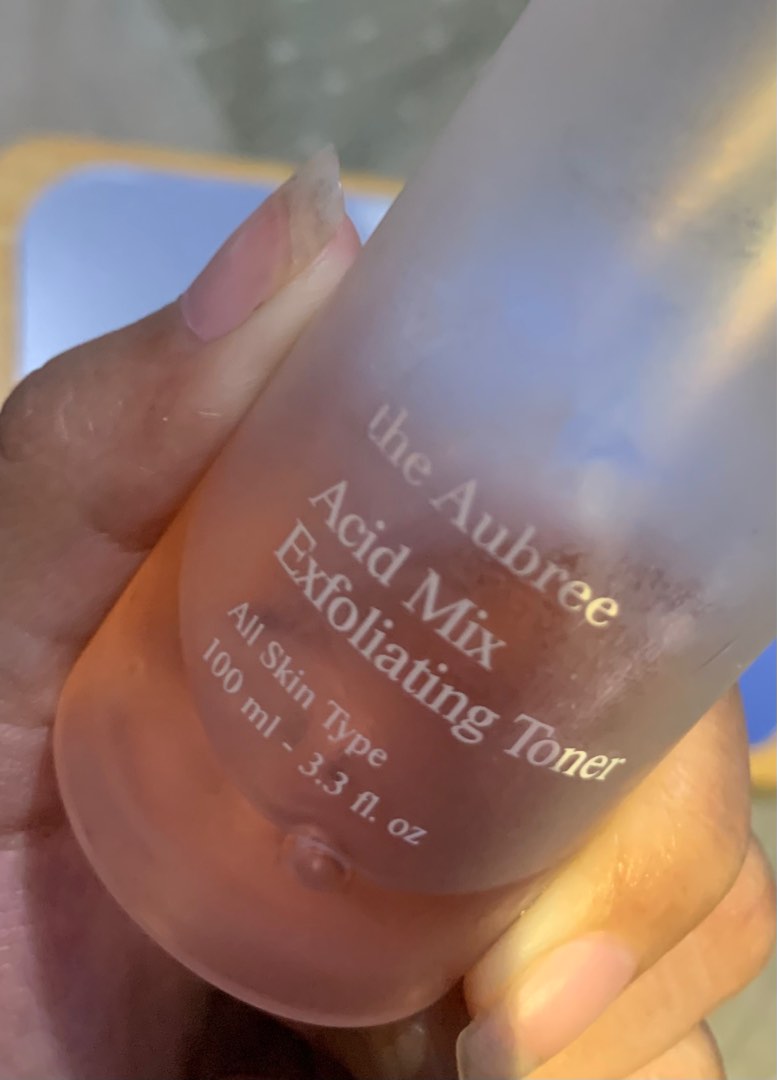 the Aubree
Acid Mix
Exfoliating Toner
All Skin Type
100 ml - 3.3 fl. oz